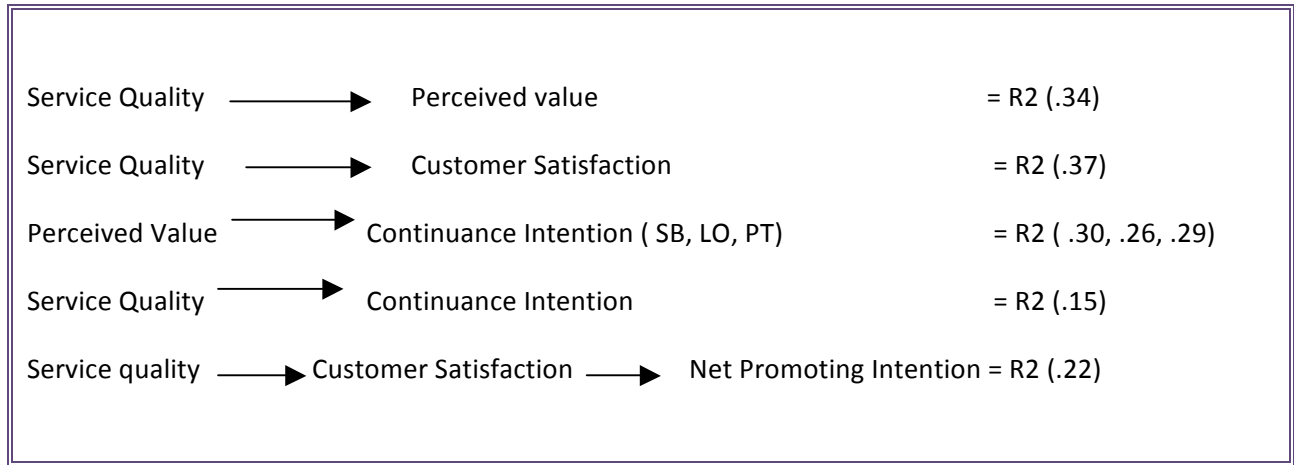 Service Quality Perceived value = R2 (.34)
Service Quality Customer Satisfaction = R2 (.37)
Perceived Value Continuance Intention ( SB, LO, PT) = R2 ( .30, .26, .29)
Service Quality Continuance Intention = R2 (.15)
Service quality Customer Satisfaction Net Promoting Intention = R2 (.22)